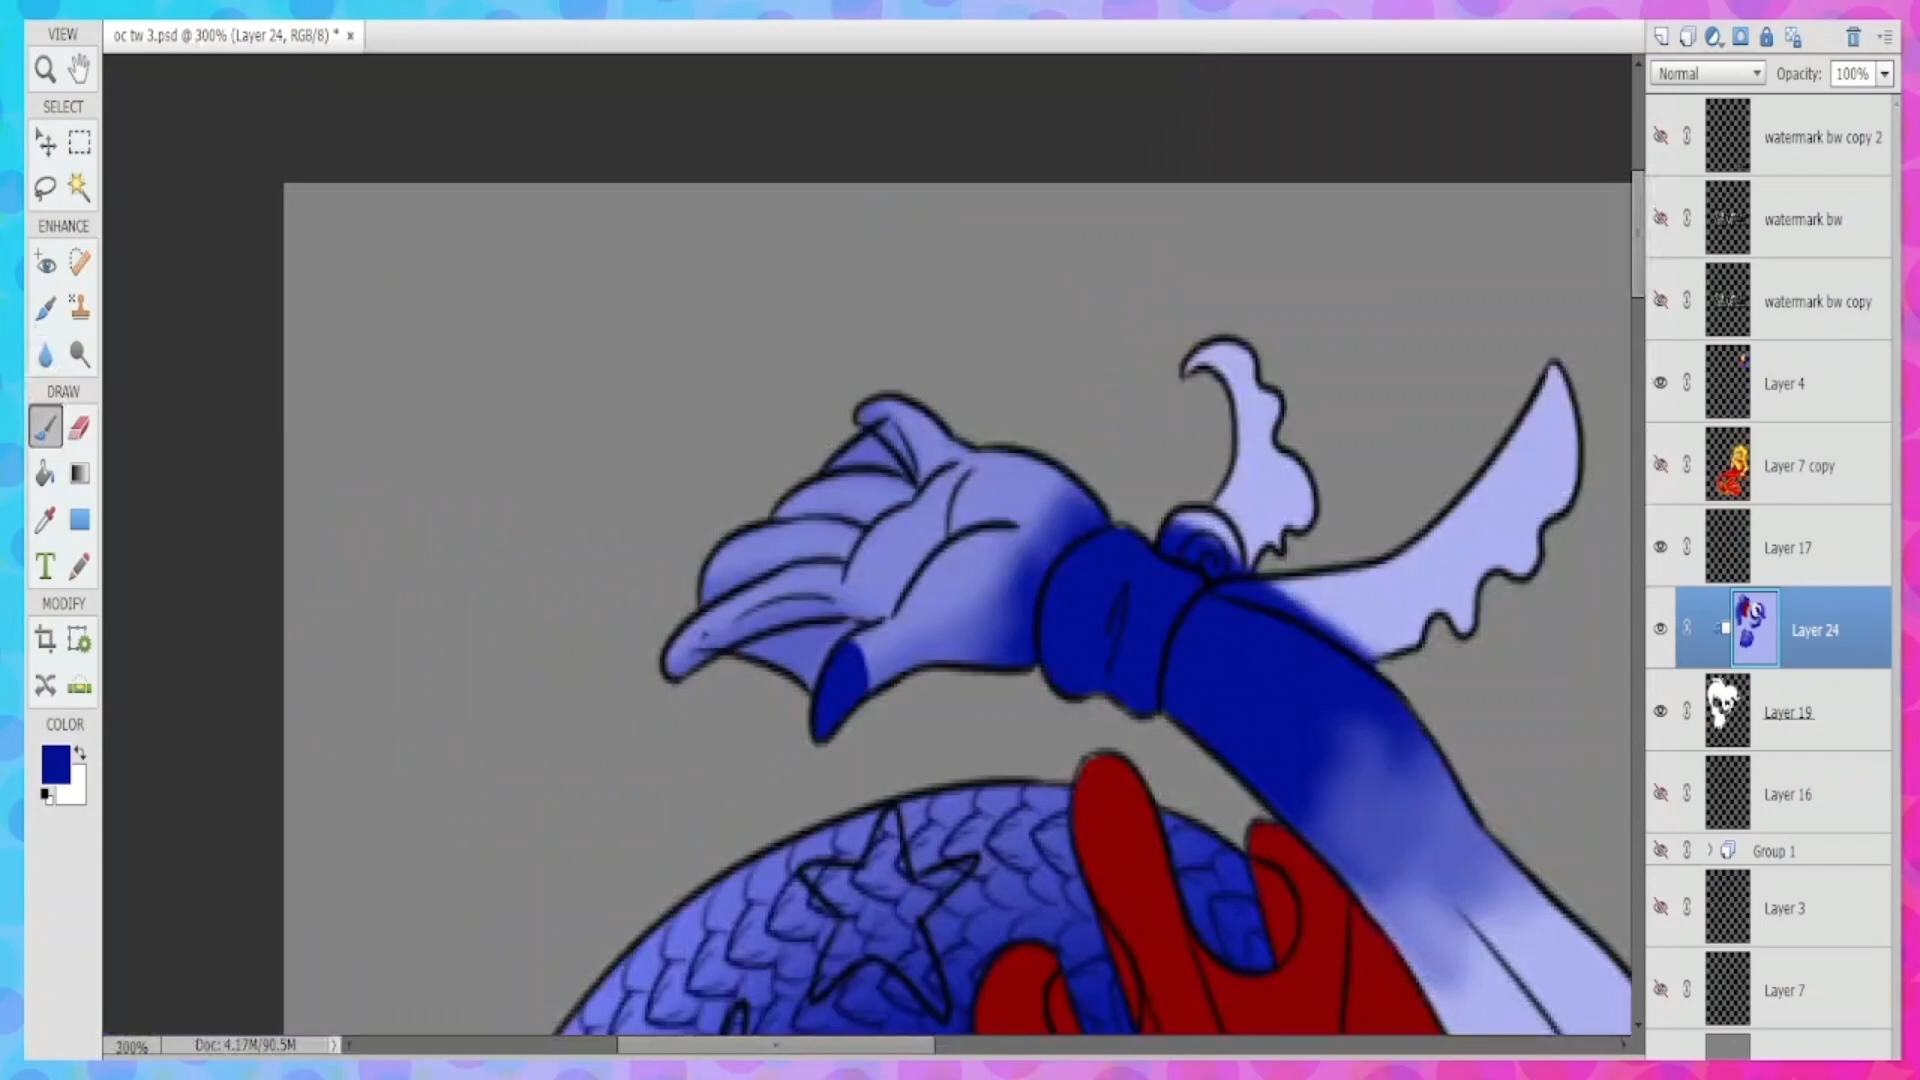 VIEW
oc tw 3.psd @ 300% (Layer 24, RGB/8) * x
SELECT
ENHANCE
DRAW
T
MODIFY
COLOR
Normal
Opacity: 100%
watermark bw copy 2
watermark bw
watermark bw copy
Layer 4
Layer 7 copy
Layer 17
Layer 24
Layer 19
Layer 16
Group 1
Layer 3
Layer 7
300%
Doc: 4.17M/90.5M